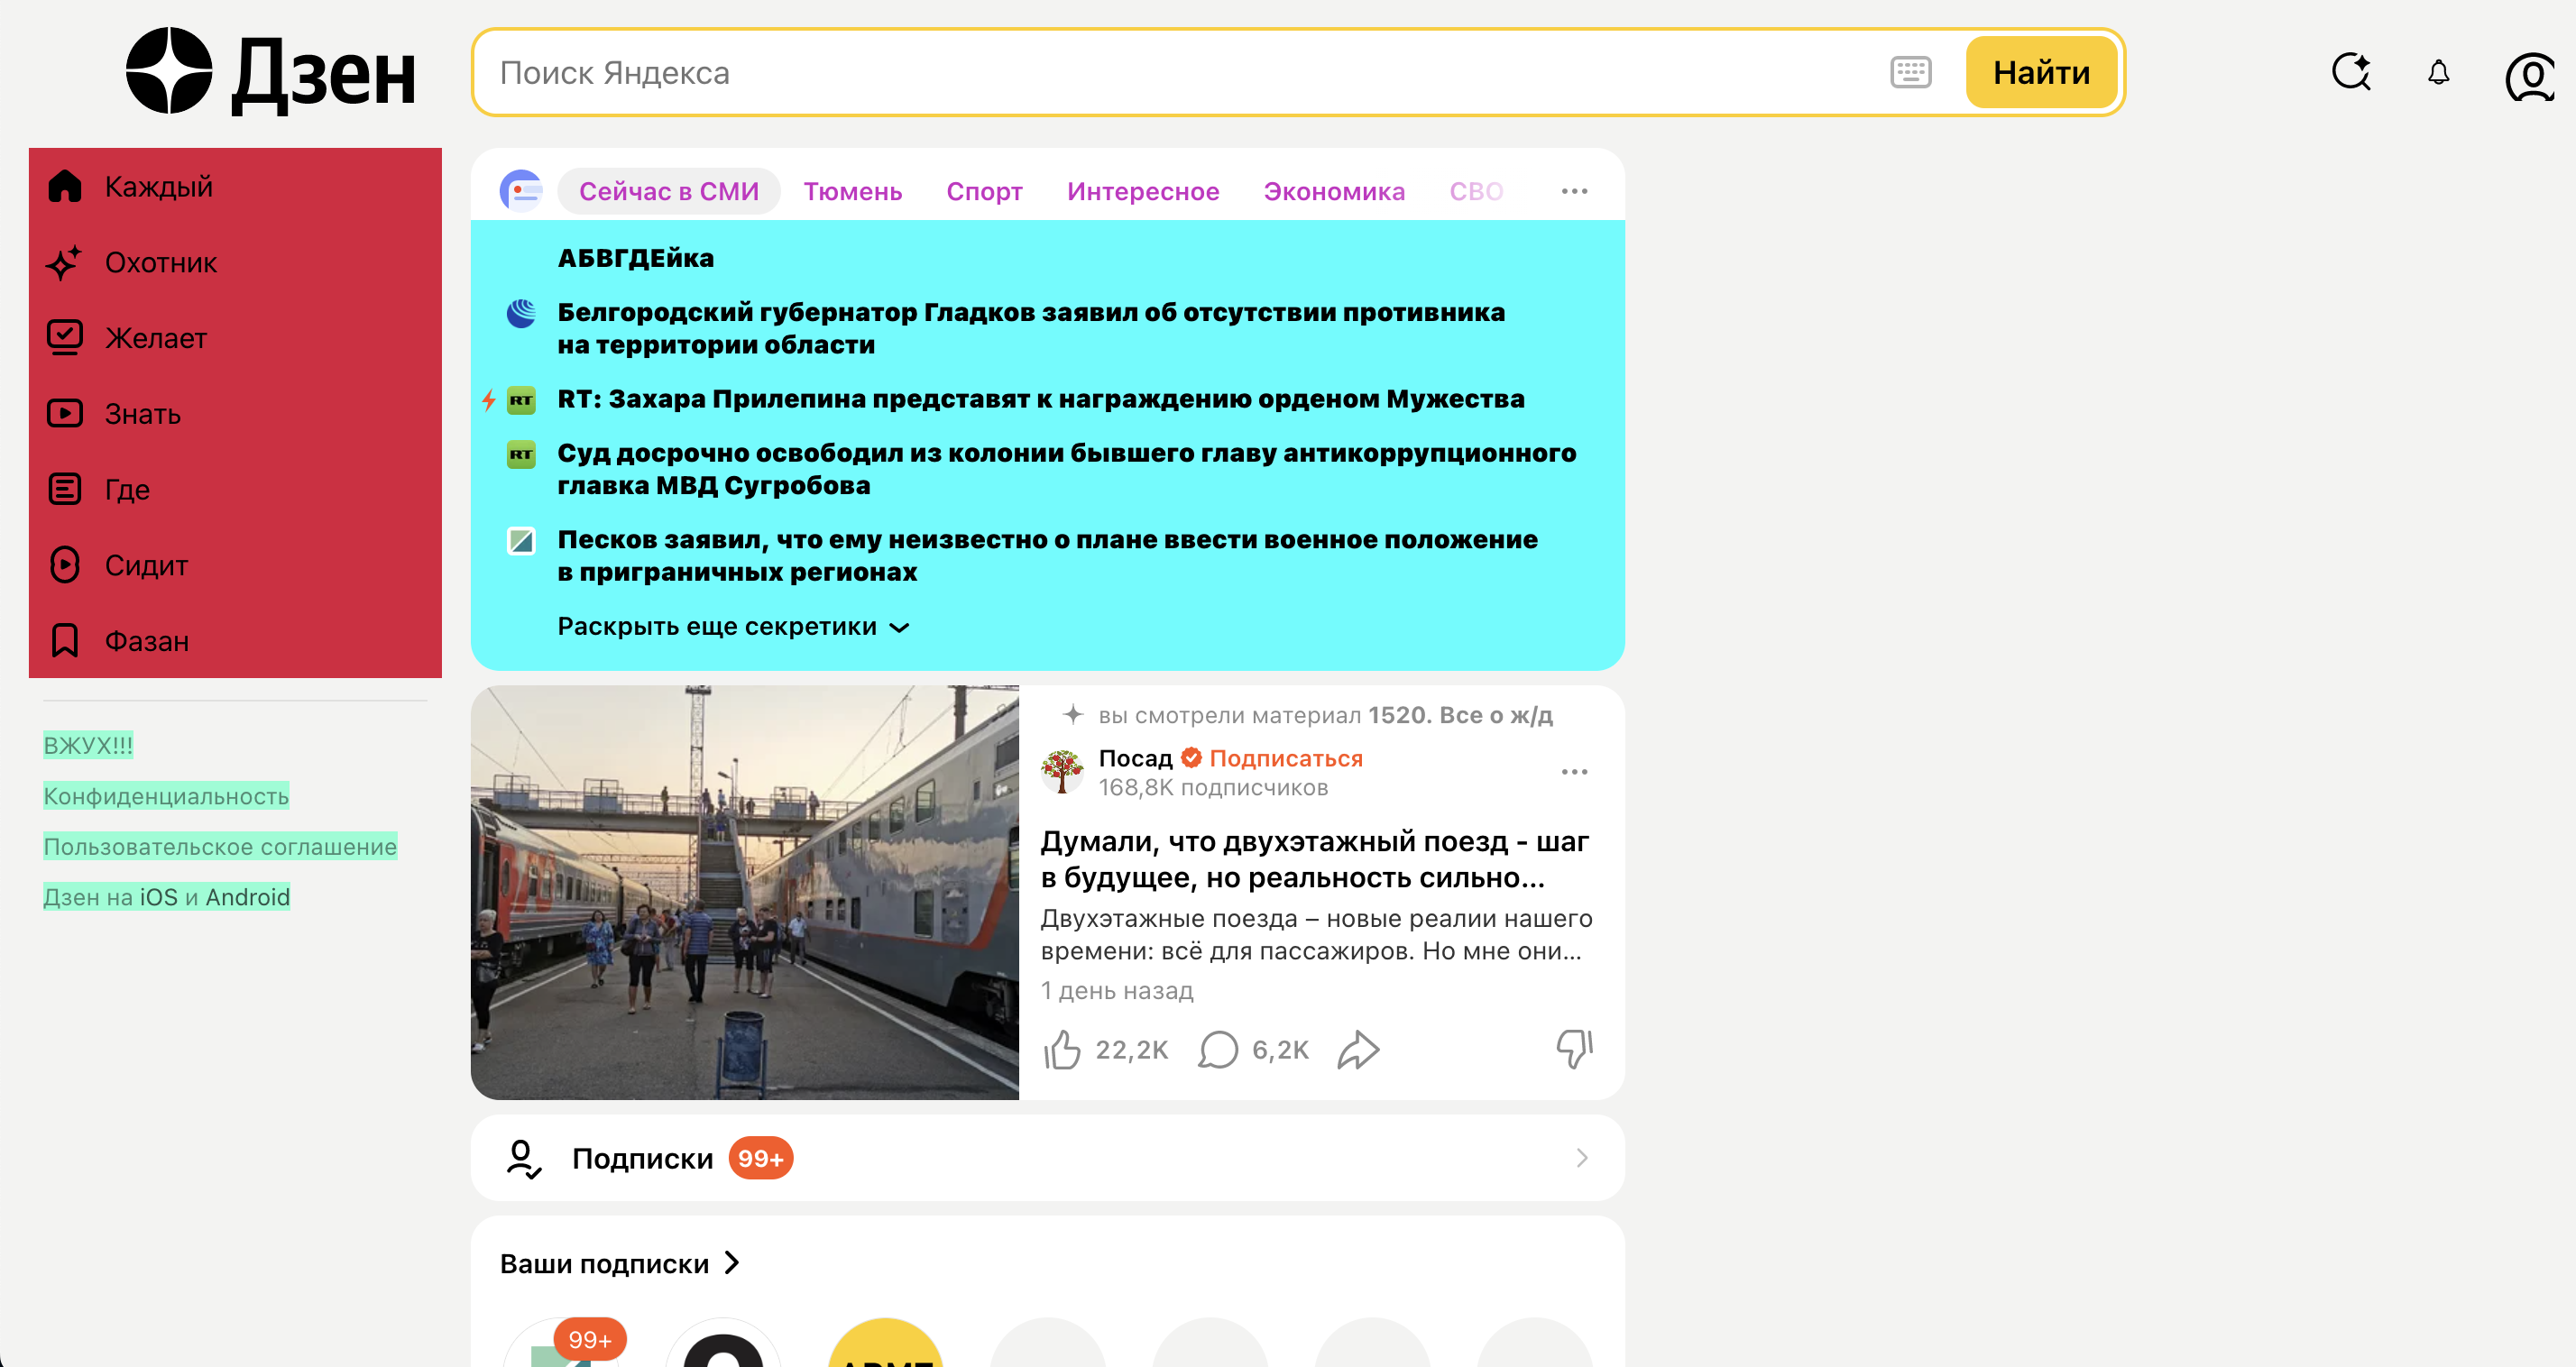 Дзен
Поиск Яндекса
Найти
Каждый
Охотник
Желает
Знать
Где
Сидит
Фазан
ВЖУХ!!!
Конфиденциальность
Пользовательское соглашение
Дзен на iOS и Android
Сейчас в СМИ Тюмень Спорт Интересное Экономика СВО
АБВГДЕйка
Белгородский губернатор Гладков заявил об отсутствии противника
на территории области
RT RT: Захара Прилепина представят к награждению орденом Мужества
RT Суд досрочно освободил из колонии бывшего главу антикоррупционного
главка МВД Сугробова
Песков заявил, что ему неизвестно о плане ввести военное положение
в приграничных регионах
Раскрыть еще секретики
вы смотрели материал 1520. Все о ж/д
Посад Подписаться
168,8K подписчиков
Думали, что двухэтажный поезд - шаг
в будущее, но реальность сильно...
Двухэтажные поезда – новые реалии нашего
времени: всё для пассажиров. Но мне они...
1 день назад
22,2K 6,2K
Подписки 99+
Ваши подписки
99+